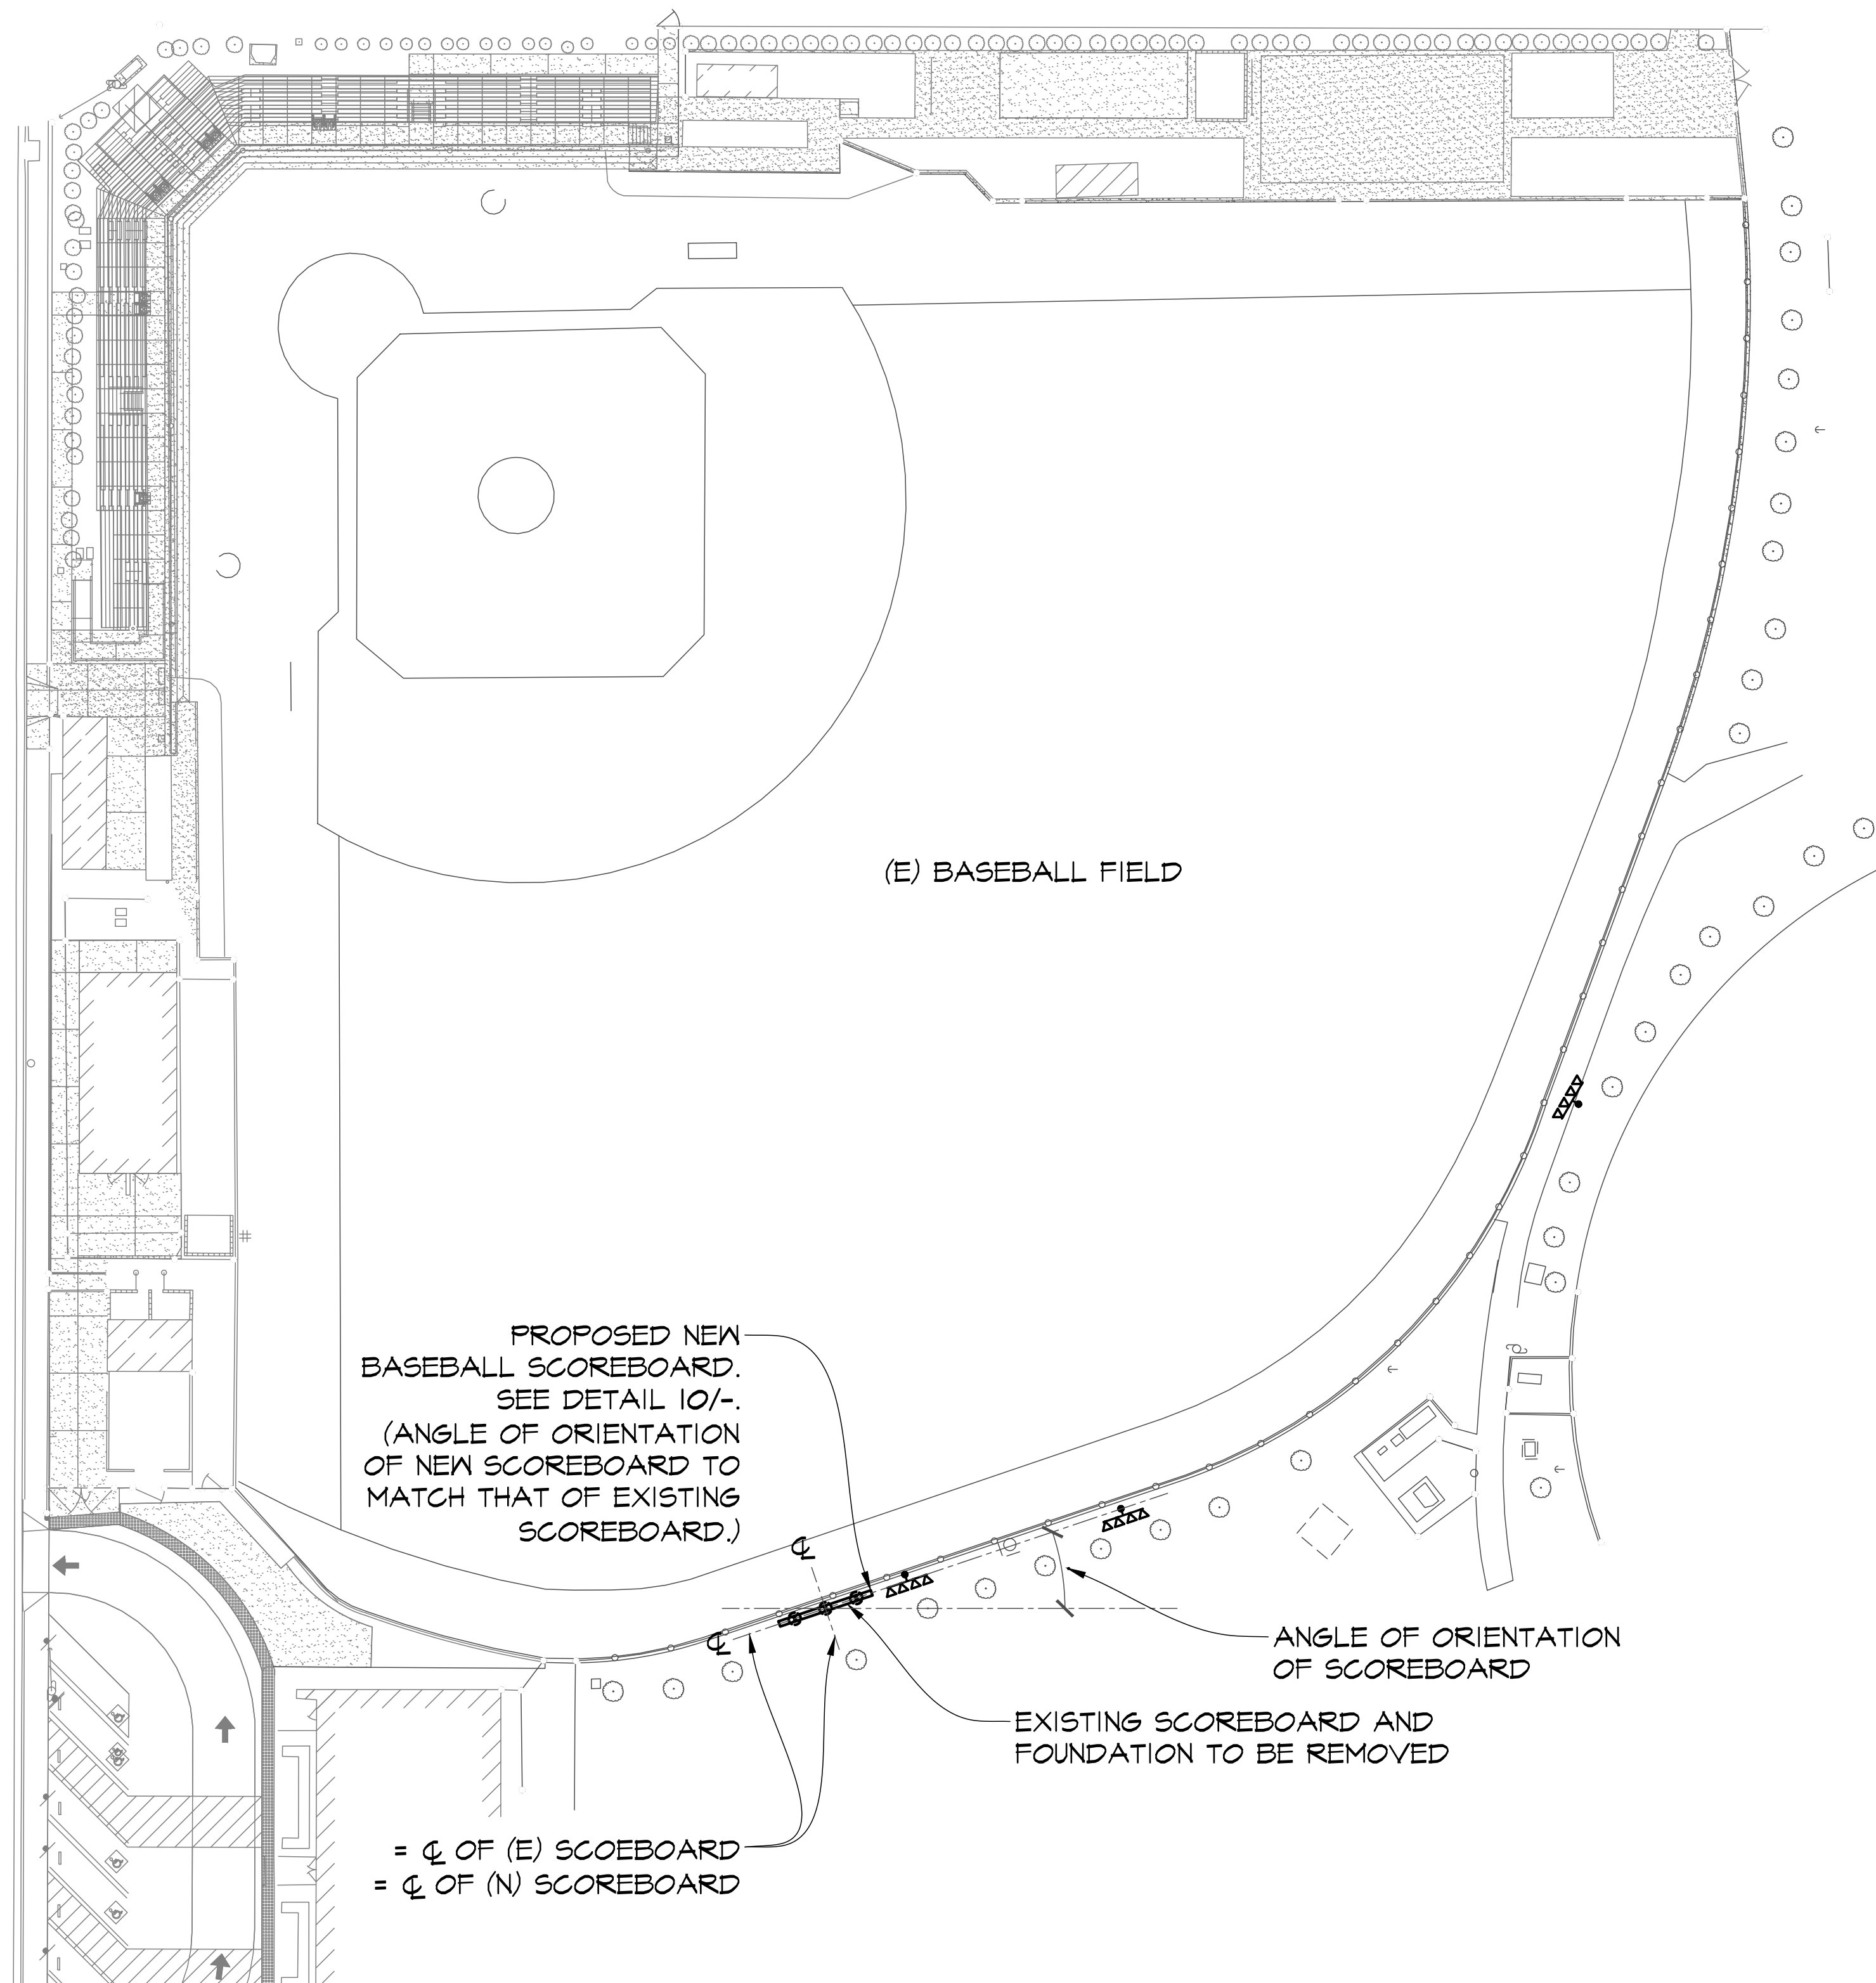 (E) BASEBALL FIELD
PROPOSED NEW
BASEBALL SCOREBOARD.
SEE DETAIL 10/-.
(ANGLE OF ORIENTATION
OF NEW SCOREBOARD TO
MATCH THAT OF EXISTING
SCOREBOARD.)
℄
℄
ANGLE OF ORIENTATION
OF SCOREBOARD
EXISTING SCOREBOARD AND
FOUNDATION TO BE REMOVED
= ℄ OF (E) SCOEBOARD
= ℄ OF (N) SCOREBOARD